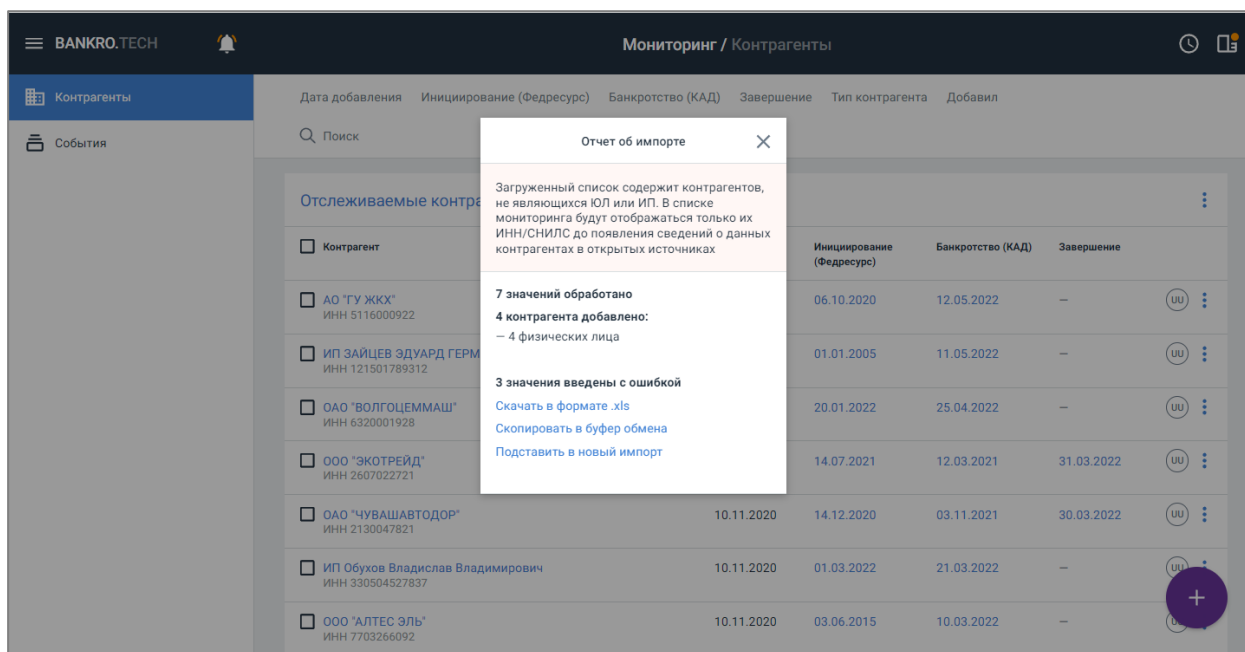 BANKRO.TECH
Мониторинг / Контрагенты
Контрагенты
События
Дата добавления Инициирование (Федресурс) Банкротство (КАД) Завершение Тип контрагента Добавил
Поиск
Отчет об импорте
Загруженный список содержит контрагентов,
не являющихся ЮЛ или ИП. В списке
мониторинга будут отображаться только их
ИНН/СНИЛС до появления сведений о данных
контрагентах в открытых источниках
7 значений обработано
4 контрагента добавлено:
— 4 физических лица
3 значения введены с ошибкой
Скачать в формате .xls
Скопировать в буфер обмена
Подставить в новый импорт
Отслеживаемые контра
Контрагент Инициирование (Федресурс) Банкротство (КАД) Завершение
АО "ГУ ЖКХ" 06.10.2020 12.05.2022 — UU
ИНН 5116000922
ИП ЗАЙЦЕВ ЭДУАРД ГЕРМ 01.01.2005 11.05.2022 — UU
ИНН 121501789312
ОАО "ВОЛГОЦЕММАШ" 20.01.2022 25.04.2022 — UU
ИНН 6320001928
ООО "ЭКОТРЕЙД" 14.07.2021 12.03.2021 31.03.2022 UU
ИНН 2607022721
ОАО "ЧУВАШАВТОДОР" 10.11.2020 14.12.2020 03.11.2021 30.03.2022 UU
ИНН 2130047821
ИП Обухов Владислав Владимирович 10.11.2020 01.03.2022 21.03.2022 — UU
ИНН 330504527837
ООО "АЛТЕС ЭЛЬ" 10.11.2020 03.06.2015 10.03.2022 —
ИНН 7703266092